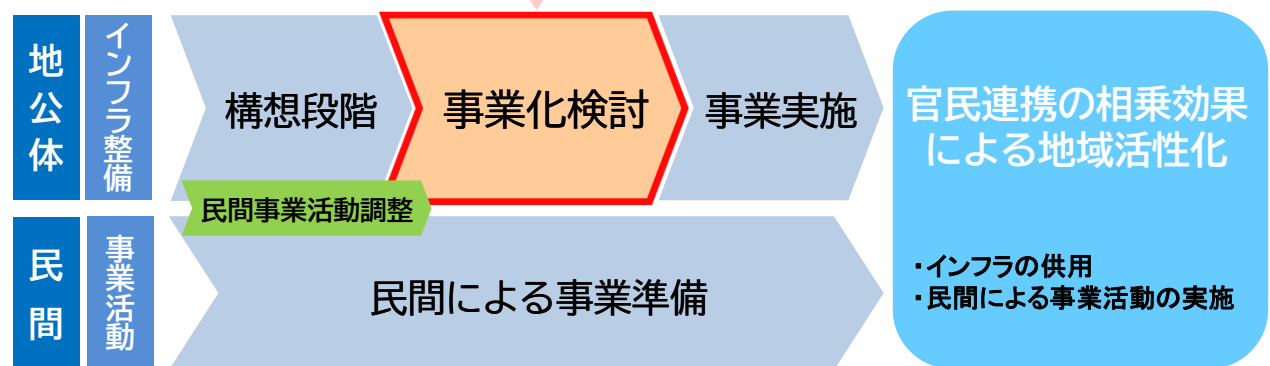 地公体
インフラ整備
構想段階
事業化検討
事業実施
民間事業活動調整
民間
事業活動
民間による事業準備
官民連携の相乗効果
による地域活性化
・インフラの供用
・民間による事業活動の実施